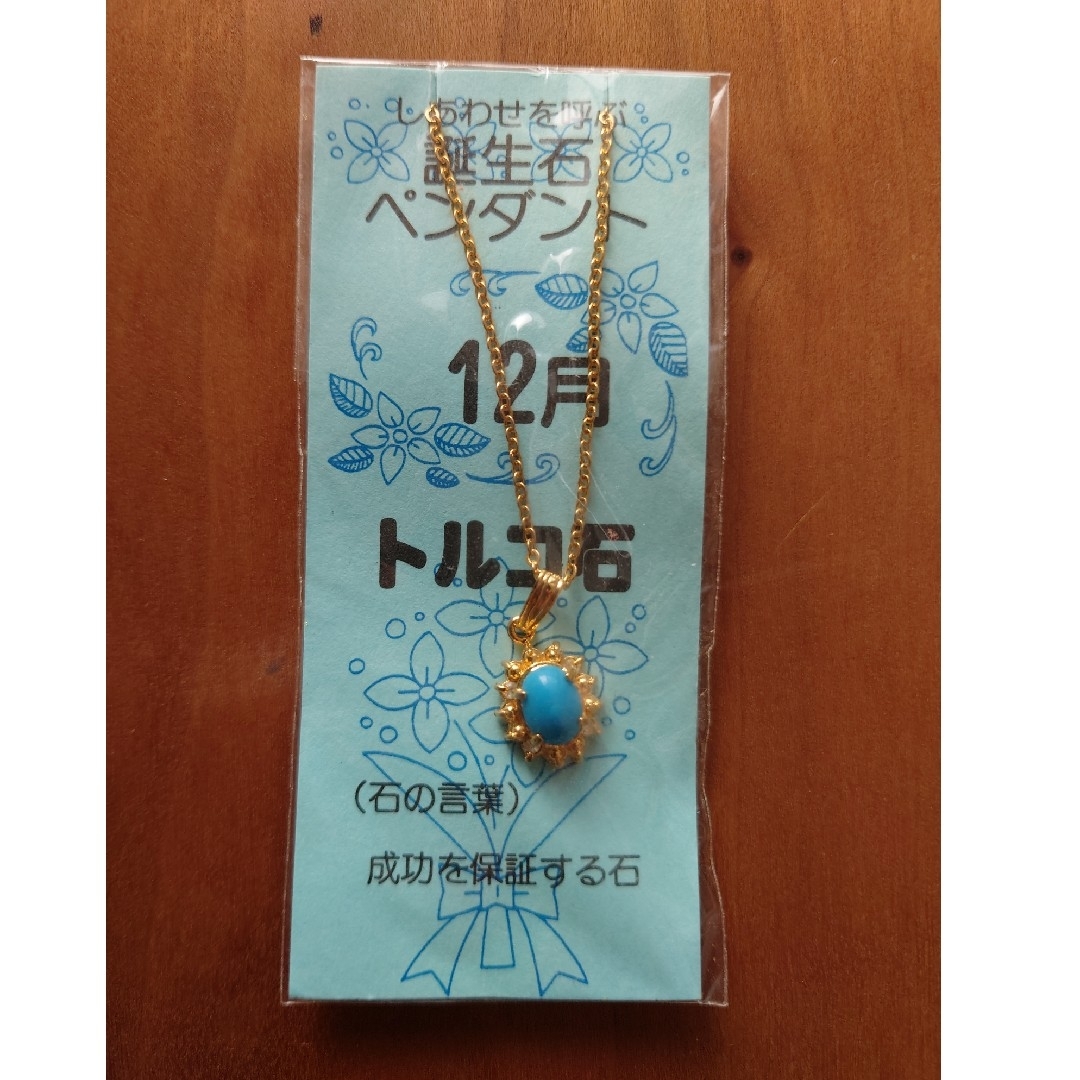 しあわせを呼ぶ
誕生石
ペンダント
12月
トルコ石
（石の言葉）
成功を保証する石